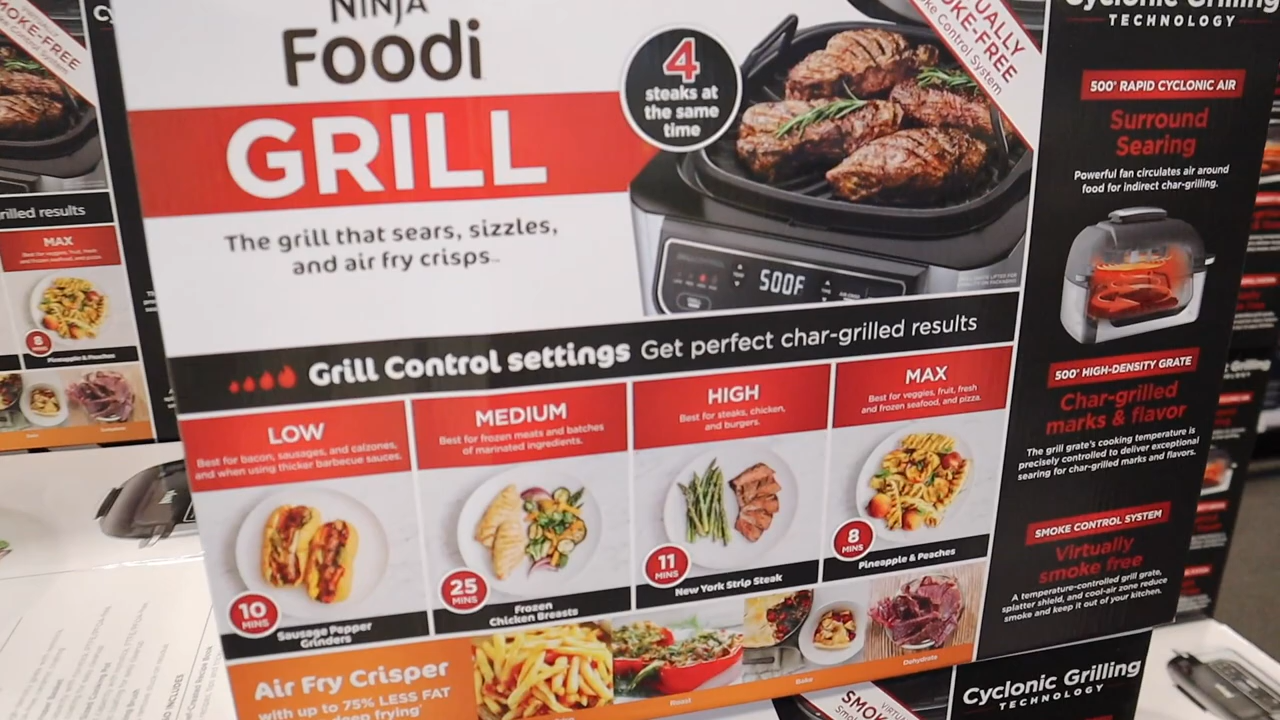 NINJA
Foodi
GRILL
The grill that sears, sizzles,
and air fry crisps
4
steaks at
the same
time
VIRTUALLY
SMOKE-FREE
Smoke Control System
500F
Grill Control settings Get perfect char-grilled results
LOW
Best for bacon, sausages, and calzones,
and when using thicker barbecue sauces.
10
MINS
Sausage Pepper
Grinders
MEDIUM
Best for frozen meats and batches
of marinated ingredients.
25
MINS
Frozen
Chicken Breasts
HIGH
Best for steaks, chicken,
and burgers.
11
MINS
New York Strip Steak
MAX
Best for veggies, fruit, fresh
and frozen seafood, and pizza.
8
MINS
Pineapple & Peaches
Air Fry Crisper
with up to 75% LESS FAT
deep frying
Roast
Bake
Dehydrate
Cyclonic Grilling
TECHNOLOGY
500° RAPID CYCLONIC AIR
Surround
Searing
Powerful fan circulates air around
food for indirect char-grilling.
500° HIGH-DENSITY GRATE
Char-grilled
marks & flavor
The grill grate's cooking temperature is
precisely controlled to deliver exceptional
searing for char-grilled marks and flavors.
SMOKE CONTROL SYSTEM
Virtually
smoke free
A temperature-controlled grill grate,
splatter shield, and cool-air zone reduce
smoke and keep it out of your kitchen.
Cyclonic Grilling
TECHNOLOGY
SMOKE-FREE
grilled results
MAX
8
MINS
Pineapple & Peaches
Dehydrate
INCLUDES